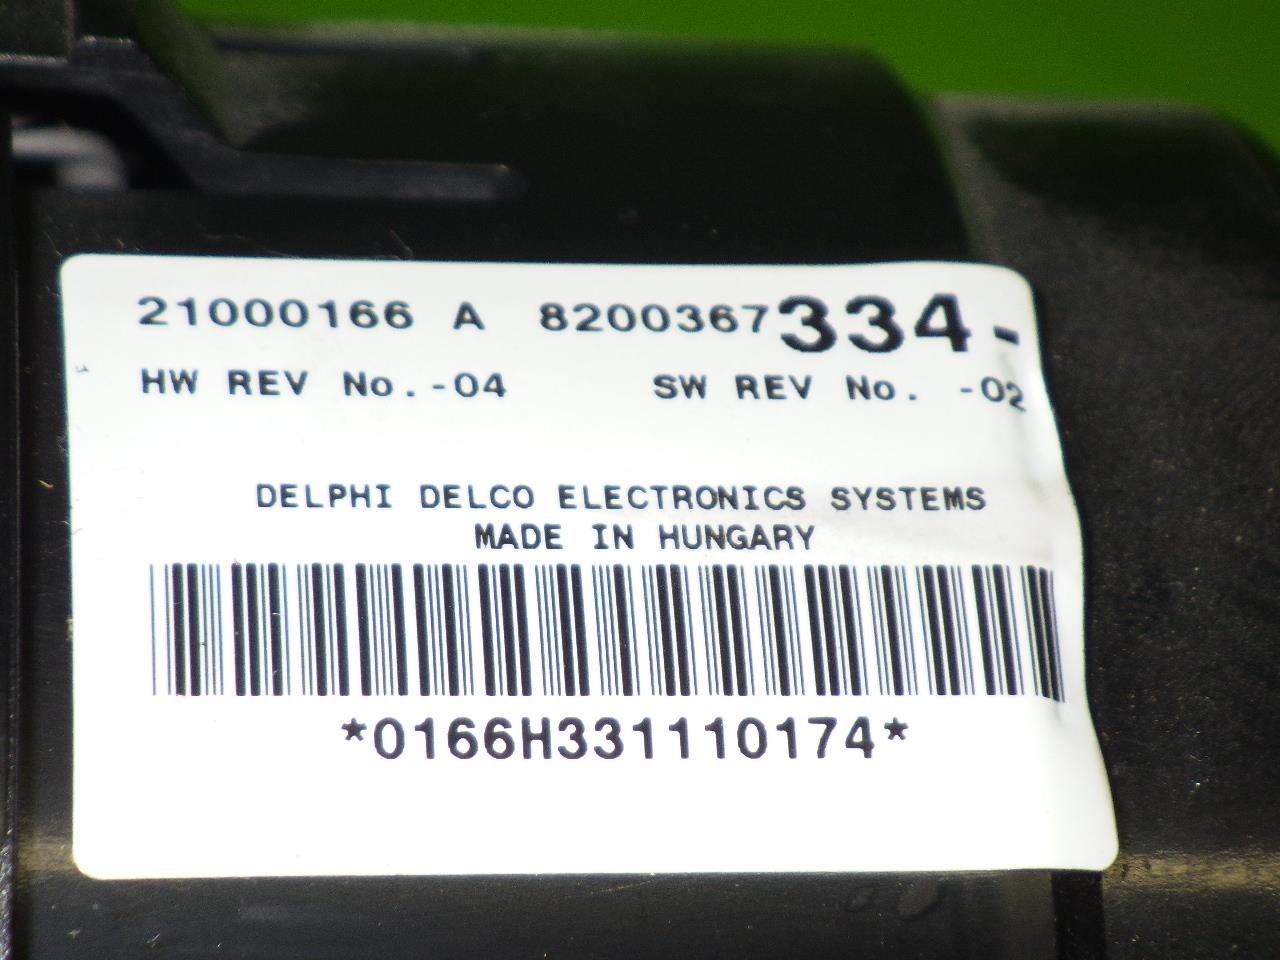 21000166 A 8200367334-
HW REV No.-04 SW REV No. -02
DELPHI DELCO ELECTRONICS SYSTEMS
MADE IN HUNGARY
*0166H331110174*